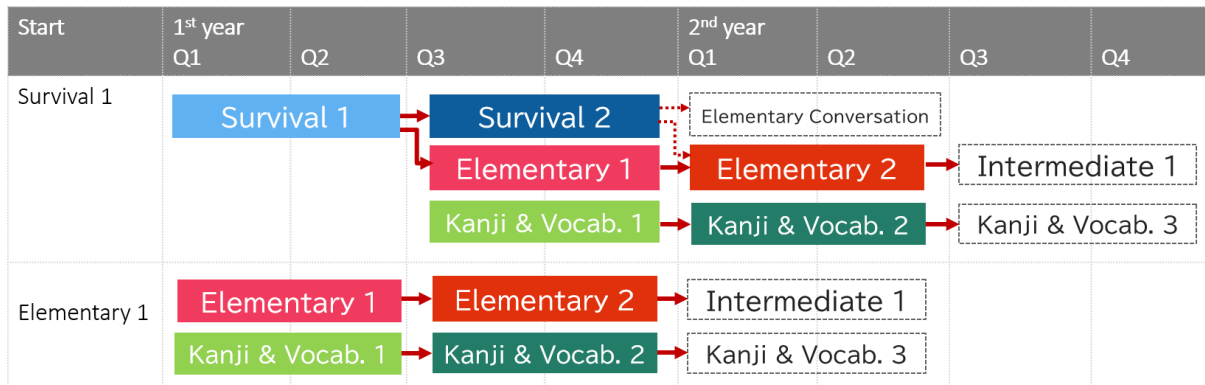 Start
1st year
2nd year
Q1
Q2
Q3
Q4
Q1
Q2
Q3
Q4
Survival 1
Survival 1
Survival 2
Elementary Conversation
Elementary 1
Elementary 2
Intermediate 1
Kanji & Vocab. 1
Kanji & Vocab. 2
Kanji & Vocab. 3
Elementary 1
Elementary 1
Elementary 2
Intermediate 1
Kanji & Vocab. 1
Kanji & Vocab. 2
Kanji & Vocab. 3